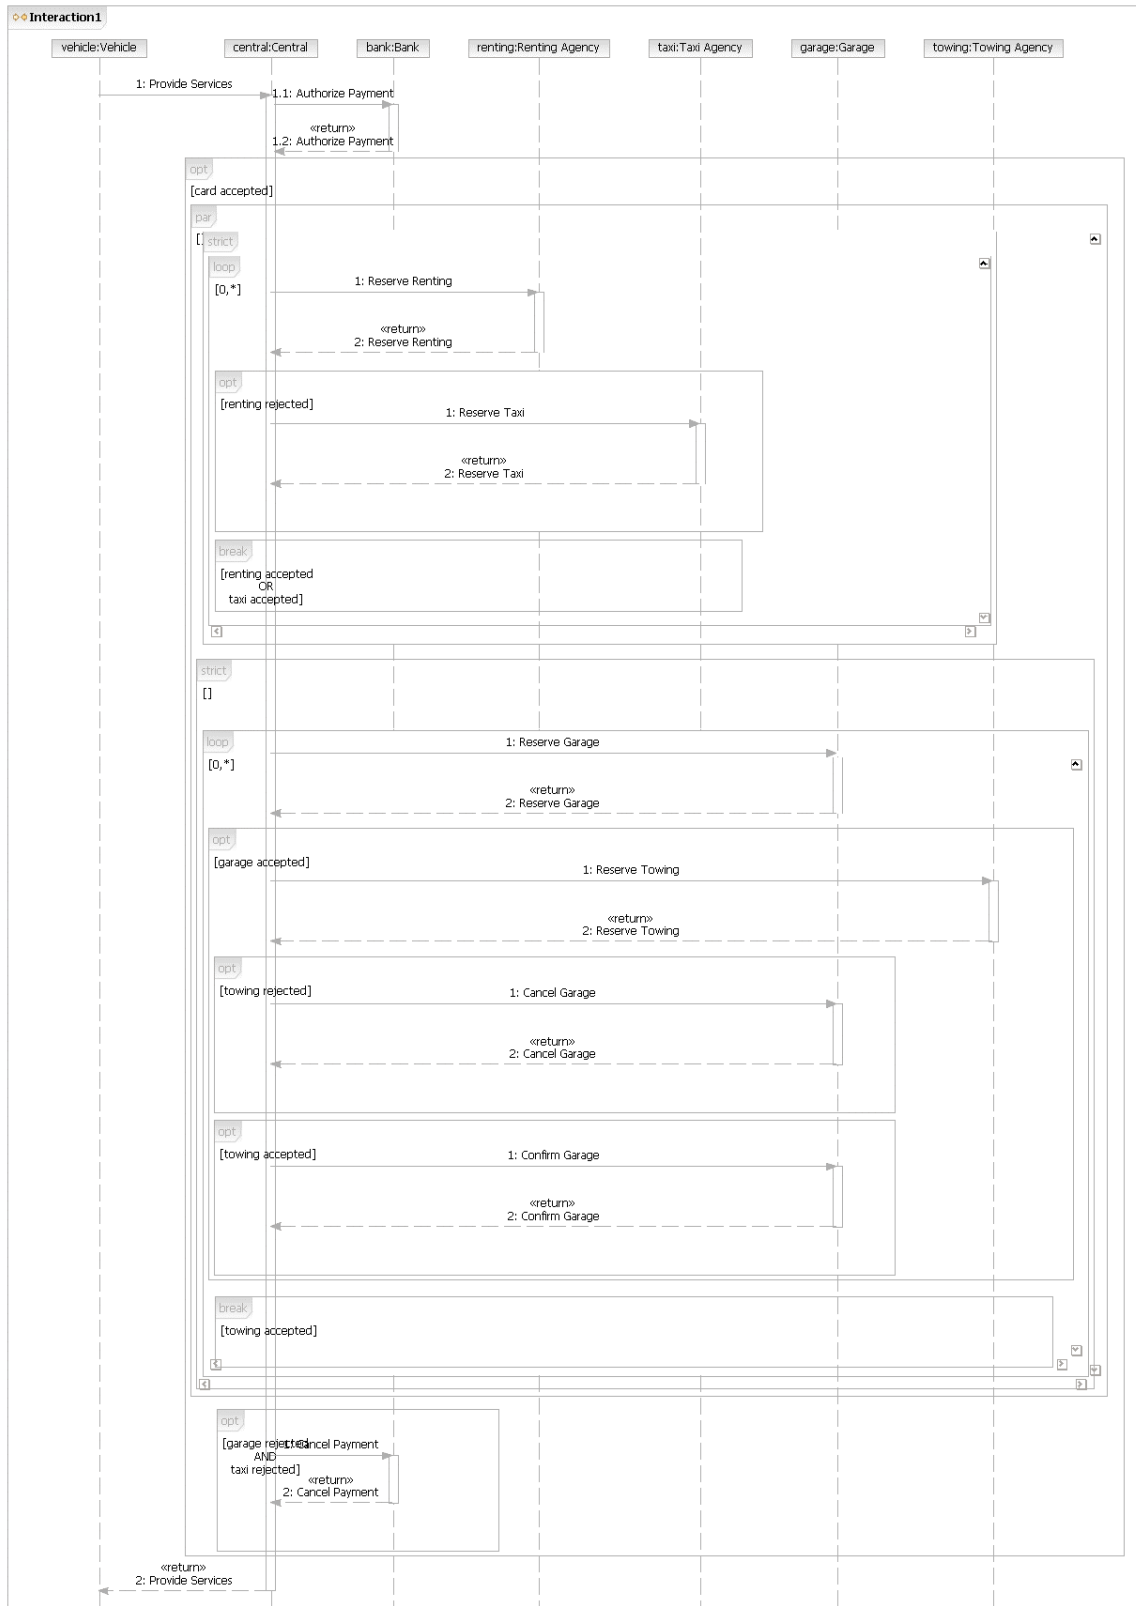 Interaction1
vehicle:Vehicle
central:Central
bank:Bank
renting:Renting Agency
taxi:Taxi Agency
garage:Garage
towing:Towing Agency
1: Provide Services
1.1: Authorize Payment
«return»
1.2: Authorize Payment
opt
[card accepted]
par
[]
strict
loop
[0,*]
1: Reserve Renting
«return»
2: Reserve Renting
opt
[renting rejected]
1: Reserve Taxi
«return»
2: Reserve Taxi
break
[renting accepted
OR
taxi accepted]
strict
[]
loop
[0,*]
1: Reserve Garage
«return»
2: Reserve Garage
opt
[garage accepted]
1: Reserve Towing
«return»
2: Reserve Towing
opt
[towing rejected]
1: Cancel Garage
«return»
2: Cancel Garage
opt
[towing accepted]
1: Confirm Garage
«return»
2: Confirm Garage
break
[towing accepted]
opt
[garage rejected
AND
taxi rejected]
1: Cancel Payment
«return»
2: Cancel Payment
«return»
2: Provide Services